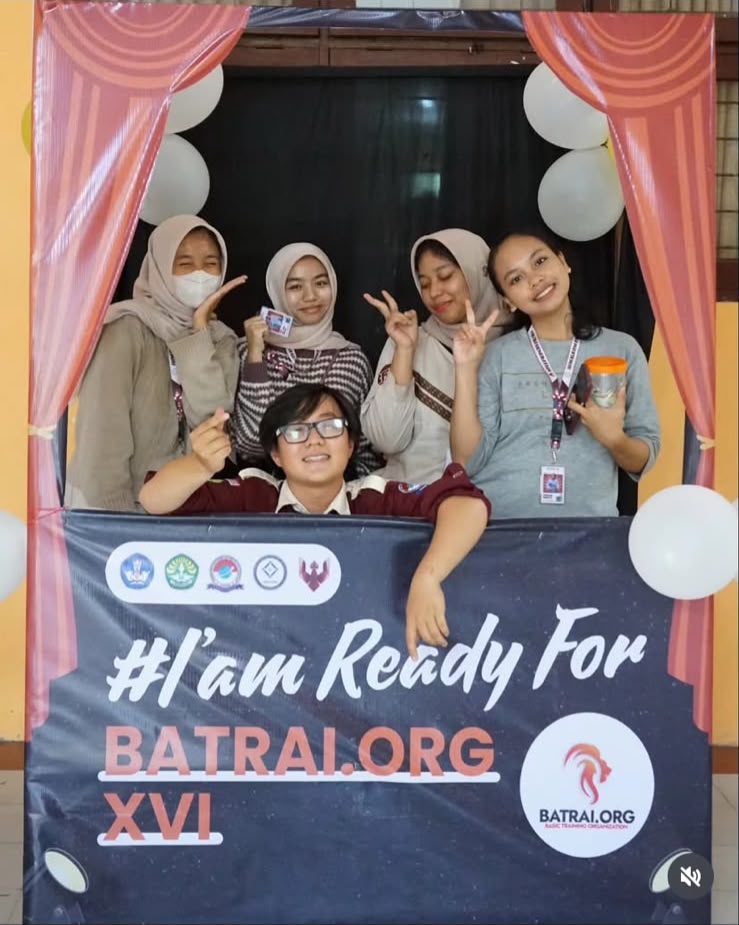 #I'am Ready For
BATRAI.ORG
XVI
BATRAI.ORG
BASIC TRAINING ORGANIZATION